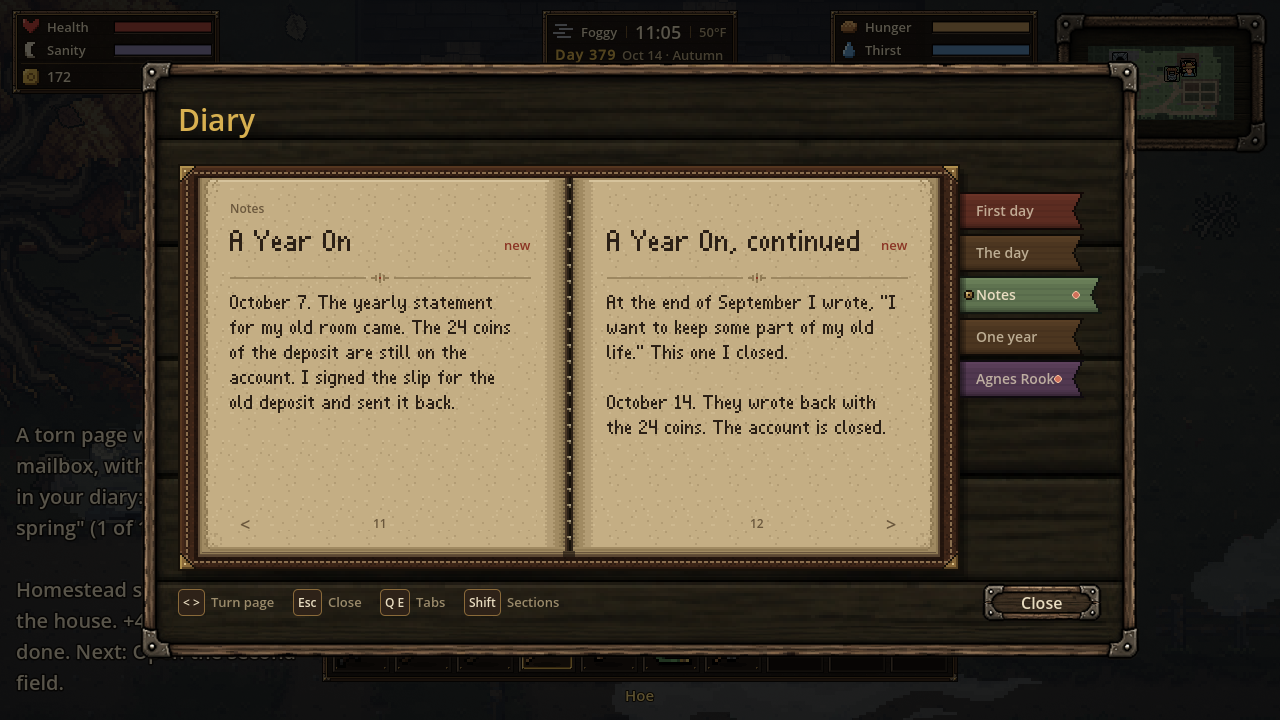 Health
Sanity
172
Foggy 11:05 50°F
Day 379 Oct 14 · Autumn
Hunger
Thirst
Diary
Notes
A Year On new
October 7. The yearly statement
for my old room came. The 24 coins
of the deposit are still on the
account. I signed the slip for the
old deposit and sent it back.
< 11
A Year On, continued new
At the end of September I wrote, "I
want to keep some part of my old
life." This one I closed.
October 14. They wrote back with
the 24 coins. The account is closed.
12 >
First day
The day
Notes
One year
Agnes Rook
A torn page
mailbox, with
in your diary:
spring" (1 of
Homestead
the house.
done. Next: second
field.
< > Turn page Esc Close Q E Tabs Shift Sections
Close
Hoe